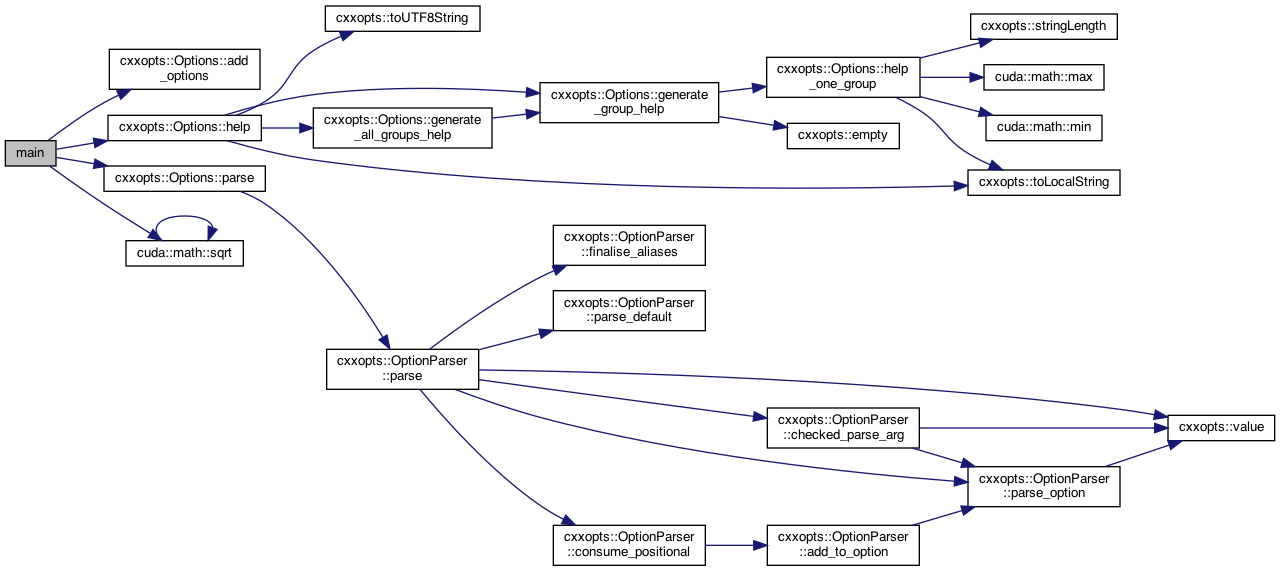 main
cxxopts::Options::add
_options
cxxopts::Options::help
cxxopts::Options::parse
cuda::math::sqrt
cxxopts::toUTF8String
cxxopts::Options::generate
_all_groups_help
cxxopts::Options::generate
_group_help
cxxopts::Options::help
_one_group
cxxopts::empty
cxxopts::stringLength
cuda::math::max
cuda::math::min
cxxopts::toLocalString
cxxopts::OptionParser
::parse
cxxopts::OptionParser
::finalise_aliases
cxxopts::OptionParser
::parse_default
cxxopts::OptionParser
::checked_parse_arg
cxxopts::value
cxxopts::OptionParser
::parse_option
cxxopts::OptionParser
::consume_positional
cxxopts::OptionParser
::add_to_option